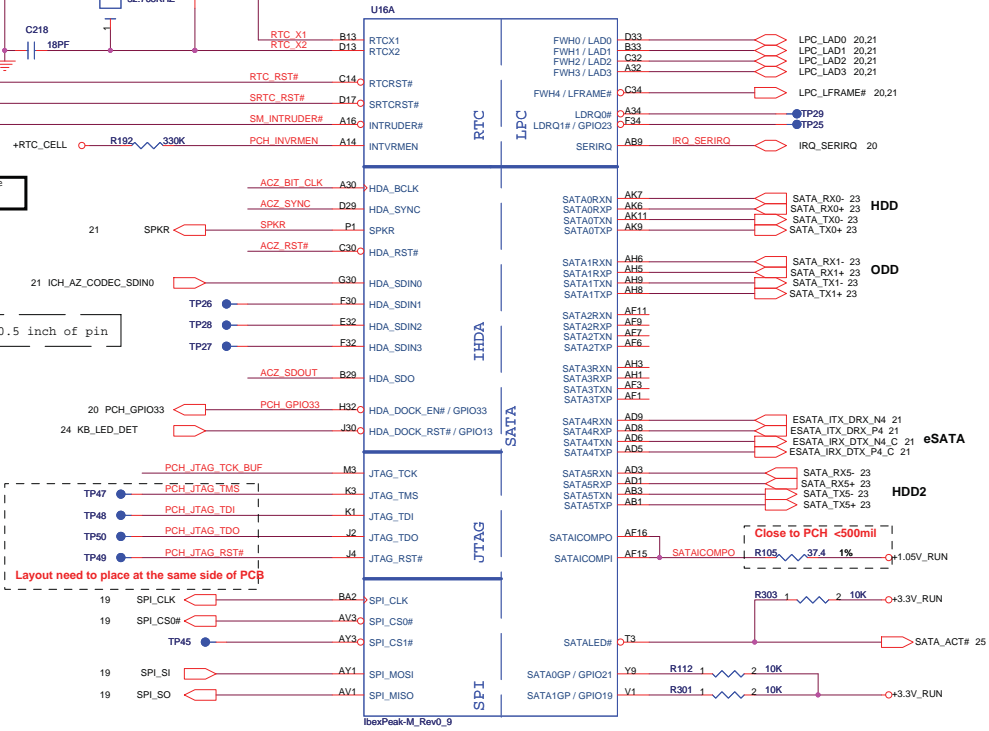 U16A
C218
18PF
RTC_X1 B13 RTCX1
RTC_X2 D13 RTCX2
RTC_RST# C14 RTCRST#
SRTC_RST# D17 SRTCRST#
SM_INTRUDER# A16 INTRUDER#
+RTC_CELL R192 330K PCH_INVRMEN A14 INTVRMEN
RTC
LPC
FWH0 / LAD0 D33 LPC_LAD0 20,21
FWH1 / LAD1 B33 LPC_LAD1 20,21
FWH2 / LAD2 C32 LPC_LAD2 20,21
FWH3 / LAD3 A32 LPC_LAD3 20,21
FWH4 / LFRAME# C34 LPC_LFRAME# 20,21
LDRQ0# A34 TP29
LDRQ1# / GPIO23 F34 TP25
SERIRQ AB9 IRQ_SERIRQ IRQ_SERIRQ 20
ACZ_BIT_CLK A30 HDA_BCLK
ACZ_SYNC D29 HDA_SYNC
21 SPKR SPKR P1 SPKR
ACZ_RST# C30 HDA_RST#
21 ICH_AZ_CODEC_SDIN0 G30 HDA_SDIN0
TP26 F30 HDA_SDIN1
TP28 E32 HDA_SDIN2
TP27 F32 HDA_SDIN3
0.5 inch of pin
ACZ_SDOUT B29 HDA_SDO
20 PCH_GPIO33 PCH_GPIO33 H32 HDA_DOCK_EN# / GPIO33
24 KB_LED_DET J30 HDA_DOCK_RST# / GPIO13
IHDA
SATA
SATA0RXN AK7 SATA_RX0- 23
SATA0RXP AK6 SATA_RX0+ 23 HDD
SATA0TXN AK11 SATA_TX0- 23
SATA0TXP AK9 SATA_TX0+ 23
SATA1RXN AH6 SATA_RX1- 23
SATA1RXP AH5 SATA_RX1+ 23 ODD
SATA1TXN AH9 SATA_TX1- 23
SATA1TXP AH8 SATA_TX1+ 23
SATA2RXN AF11
SATA2RXP AF9
SATA2TXN AF7
SATA2TXP AF6
SATA3RXN AH3
SATA3RXP AH1
SATA3TXN AF3
SATA3TXP AF1
SATA4RXN AD9 ESATA_ITX_DRX_N4 21
SATA4RXP AD8 ESATA_ITX_DRX_P4 21
SATA4TXN AD6 ESATA_IRX_DTX_N4_C 21 eSATA
SATA4TXP AD5 ESATA_IRX_DTX_P4_C 21
SATA5RXN AD3 SATA_RX5- 23
SATA5RXP AD1 SATA_RX5+ 23
SATA5TXN AB3 SATA_TX5- 23 HDD2
SATA5TXP AB1 SATA_TX5+ 23
PCH_JTAG_TCK_BUF M3 JTAG_TCK
TP47 PCH_JTAG_TMS K3 JTAG_TMS
TP48 PCH_JTAG_TDI K1 JTAG_TDI
TP50 PCH_JTAG_TDO J2 JTAG_TDO
TP49 PCH_JTAG_RST# J4 JTAG_RST#
Layout need to place at the same side of PCB
JTAG
SATAICOMPO AF16
Close to PCH <500mil
SATAICOMPI AF15 SATAICOMPO R105 37.4 1% +1.05V_RUN
19 SPI_CLK BA2 SPI_CLK
19 SPI_CS0# AV3 SPI_CS0#
TP45 AY3 SPI_CS1#
19 SPI_SI AY1 SPI_MOSI
19 SPI_SO AV1 SPI_MISO
SPI
R303 1 2 10K +3.3V_RUN
SATALED# T3 SATA_ACT# 25
SATA0GP / GPIO21 Y9 R112 1 2 10K
SATA1GP / GPIO19 V1 R301 1 2 10K +3.3V_RUN
IbexPeak-M_Rev0_9